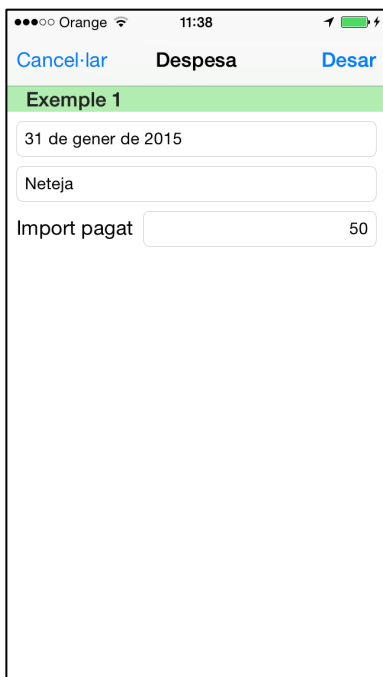 Orange 11:38
Cancel·lar Despesa Desar
Exemple 1
31 de gener de 2015
Neteja
Import pagat 50